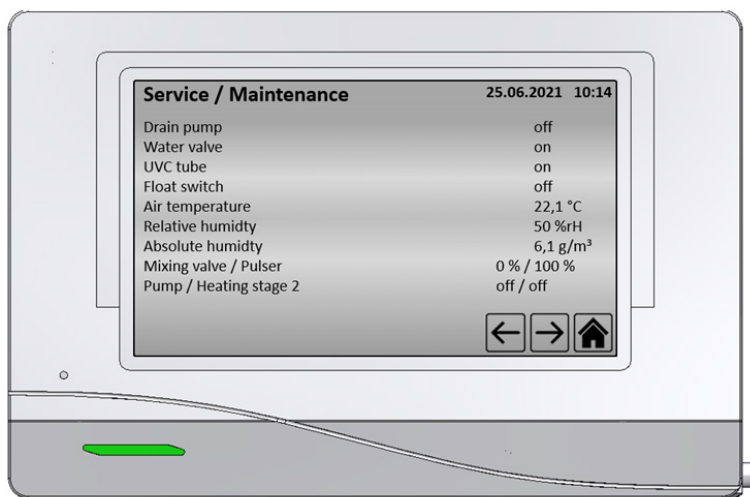 Service / Maintenance 25.06.2021 10:14
Drain pump off
Water valve on
UVC tube on
Float switch off
Air temperature 22,1 °C
Relative humidty 50 %rH
Absolute humidty 6,1 g/m³
Mixing valve / Pulser 0 % / 100 %
Pump / Heating stage 2 off / off